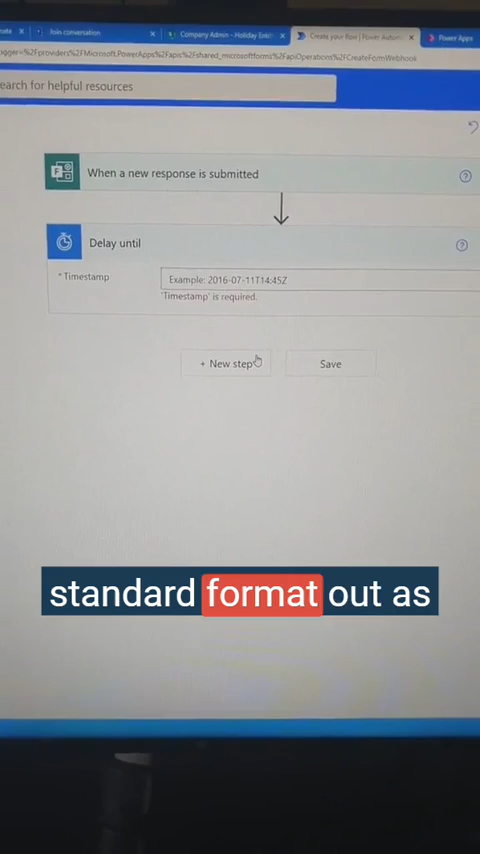 Join conversation
Company Admin - Holiday Entit
Create your flow | Power Autom
Power Apps
ogger=%2Fproviders%2FMicrosoft.PowerApps%2Fapis%2Fshared_microsoftforms%2FapiOperations%2FCreateFormWebhook
earch for helpful resources
When a new response is submitted
Delay until
* Timestamp
Example: 2016-07-11T14:45Z
'Timestamp' is required.
+ New step
Save
standard format out as